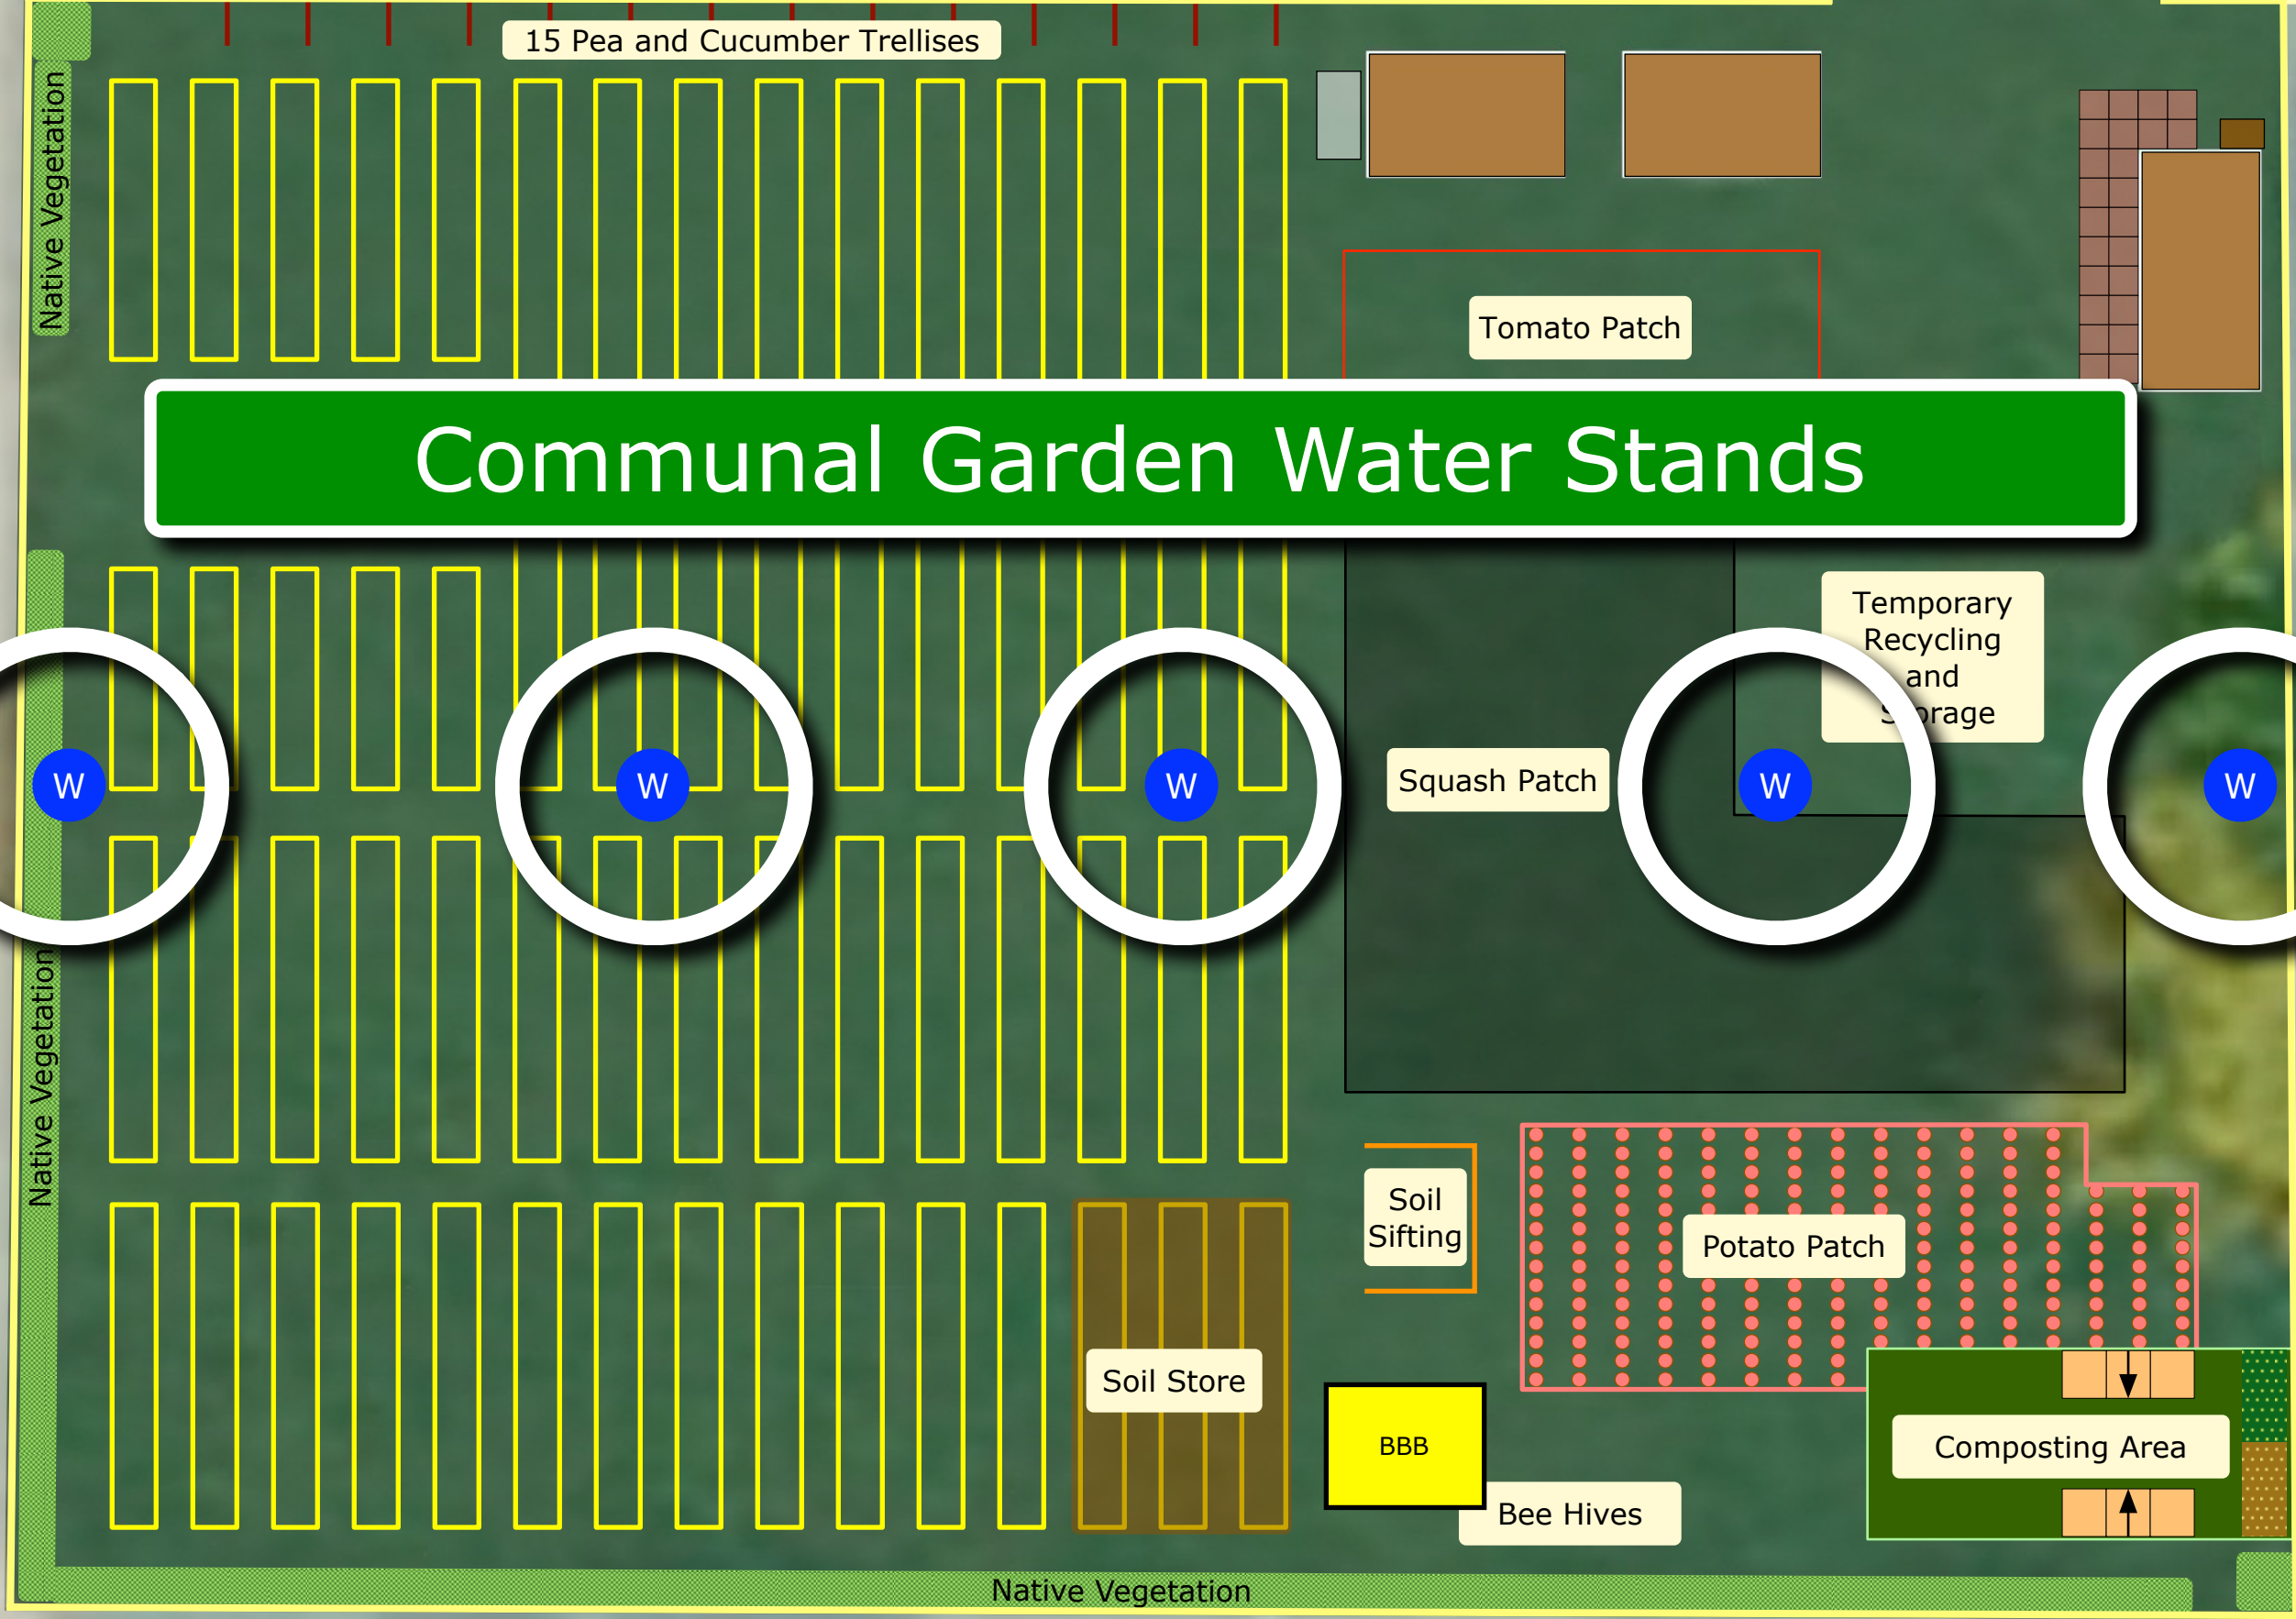 15 Pea and Cucumber Trellises
Native Vegetation
Tomato Patch
Communal Garden Water Stands
Temporary
Recycling
and
Storage
W
W
W
Squash Patch
W
W
Native Vegetation
Soil
Sifting
Potato Patch
Soil Store
BBB
Composting Area
Bee Hives
Native Vegetation